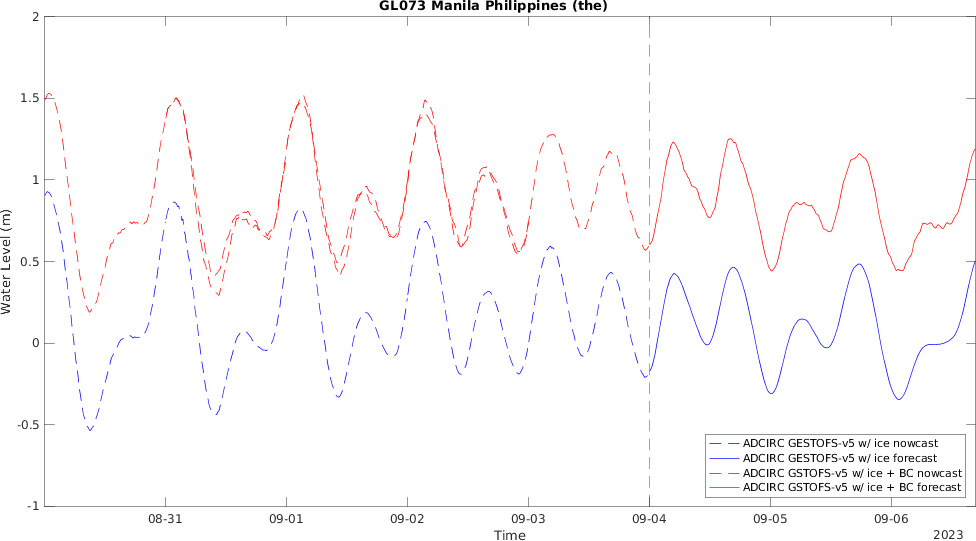 GL073 Manila Philippines (the)
2
1.5
1
0.5
0
-0.5
-1
Water Level (m)
ADCIRC GESTOFS-v5 w/ ice nowcast
ADCIRC GESTOFS-v5 w/ ice forecast
ADCIRC GSTOFS-v5 w/ ice + BC nowcast
ADCIRC GSTOFS-v5 w/ ice + BC forecast
08-31 09-01 09-02 09-03 09-04 09-05 09-06
Time
2023